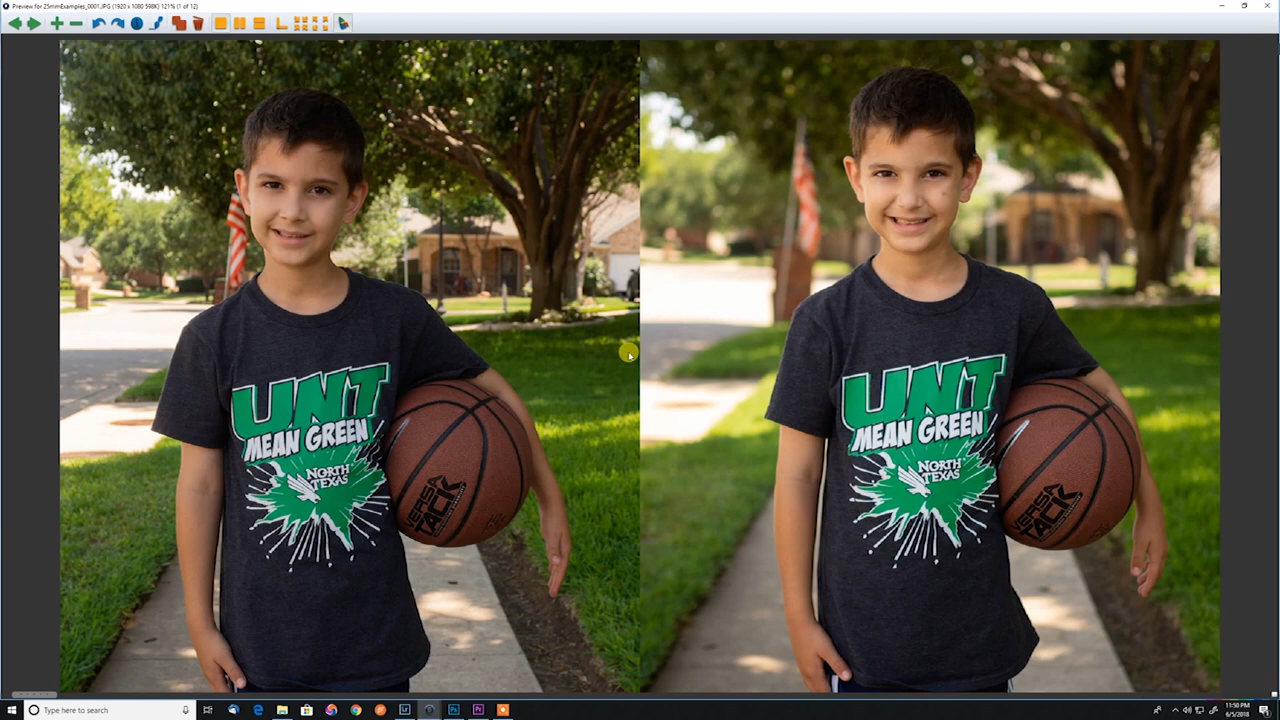 Preview for 25mmExamples_0001.JPG (1920 x 1080 598K) 121% (1 of 12)
UNT
MEAN GREEN
NORTH
TEXAS
VERSA
TACK
UNT
MEAN GREEN
NORTH
TEXAS
VERSA
TACK
Type here to search
11:50 PM
6/5/2018